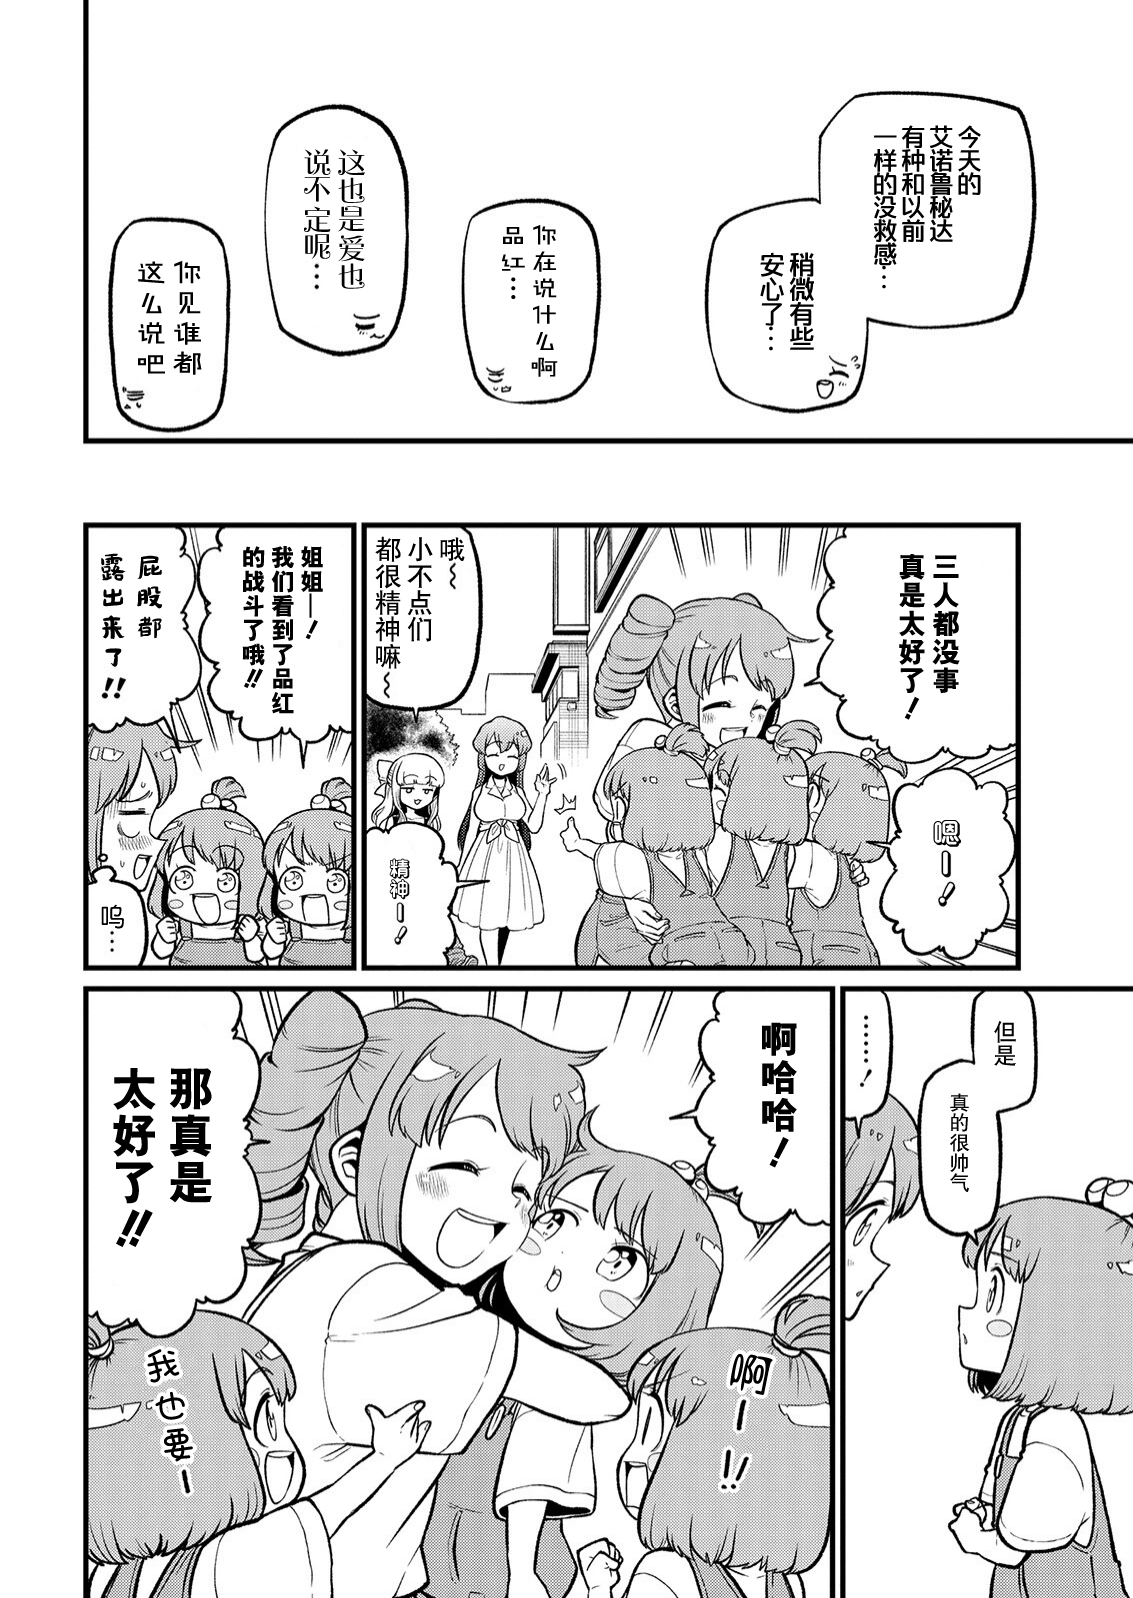 今天的
艾诺鲁秘达
有种和以前
一样的没救感…
稍微有些
安心了…
你在说什么啊
品红…
这也是爱也
说不定呢…
你见谁都
这么说吧
三人都没事
真是太好了！
嗯ー！
哦～
小不点们
都很精神嘛～
精神ー！
姐姐ー！
我们看到了品红
的战斗了哦!!
屁股都
露出来了!!
呜…
但是
真的很帅气
……！
啊哈哈！
啊ー!!
那真是
太好了!!
我也要ー